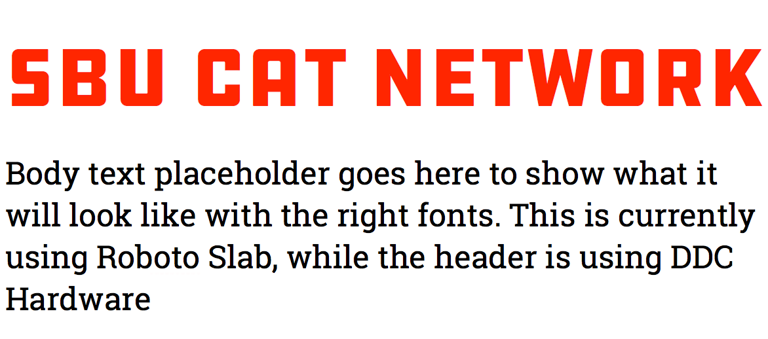 SBU CAT NETWORK
Body text placeholder goes here to show what it
will look like with the right fonts. This is currently
using Roboto Slab, while the header is using DDC
Hardware